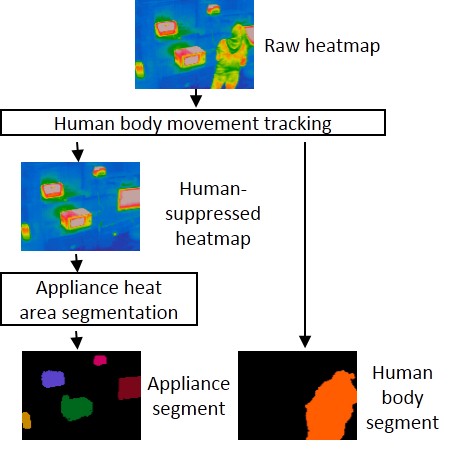 Raw heatmap
Human body movement tracking
Human-
suppressed
heatmap
Appliance heat
area segmentation
Appliance
segment
Human
body
segment